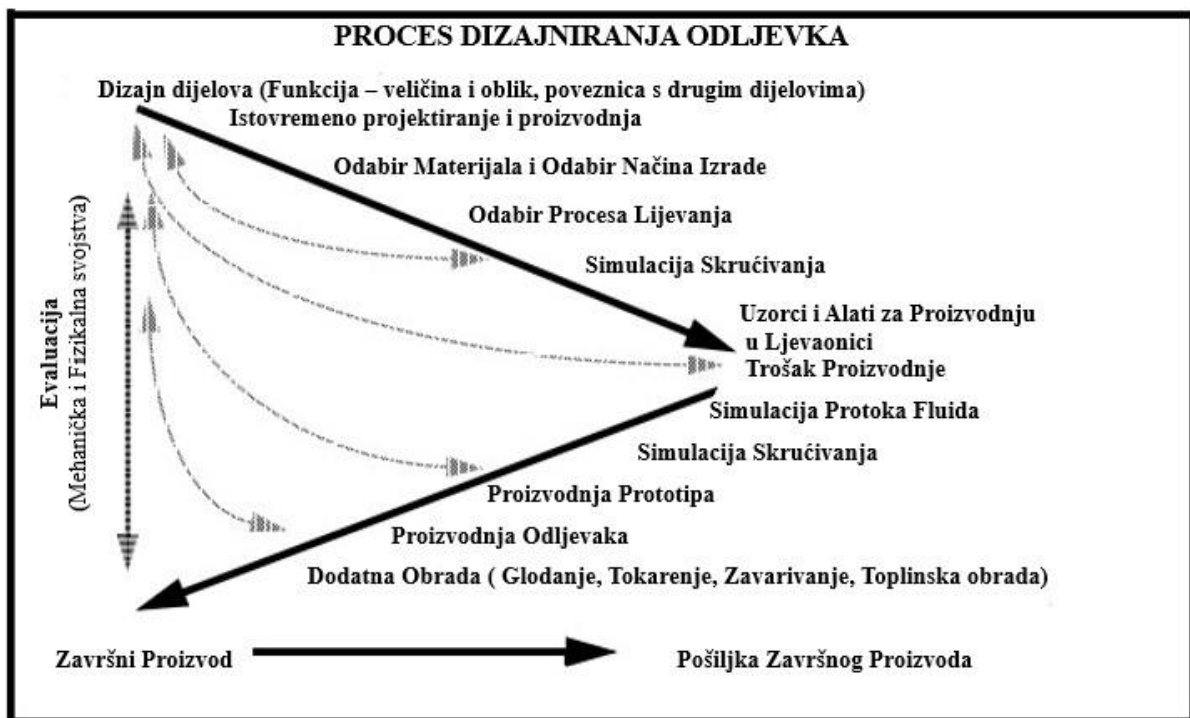 PROCES DIZAJNIRANJA ODLJEVKA
Dizajn dijelova (Funkcija – veličina i oblik, poveznica s drugim dijelovima)
Istovremeno projektiranje i proizvodnja
Odabir Materijala i Odabir Načina Izrade
Odabir Procesa Lijevanja
Simulacija Skrućivanja
Uzorci i Alati za Proizvodnju
u Ljevaonici
Trošak Proizvodnje
Simulacija Protoka Fluida
Simulacija Skrućivanja
Proizvodnja Prototipa
Proizvodnja Odljevaka
Dodatna Obrada ( Glodanje, Tokarenje, Zavarivanje, Toplinska obrada)
Evaluacija
(Mehanička i Fizikalna svojstva)
Završni Proizvod
Pošiljka Završnog Proizvoda